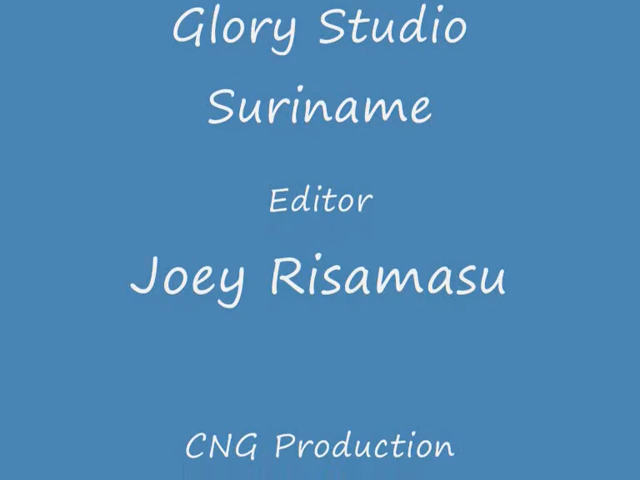 Glory Studio
Suriname
Editor
Joey Risamasu
CNG Production